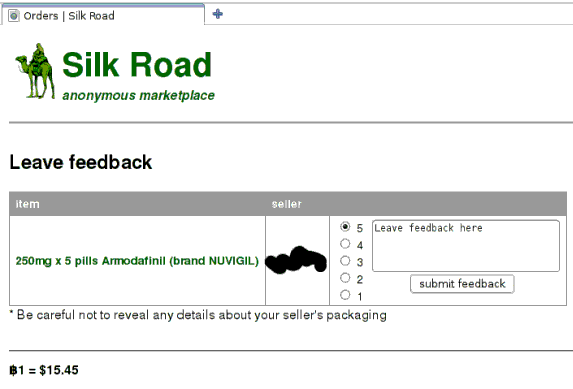 Orders | Silk Road
Silk Road
anonymous marketplace
Leave feedback
item seller
5
4
3
2
1
Leave feedback here
250mg x 5 pills Armodafinil (brand NUVIGIL)
submit feedback
* Be careful not to reveal any details about your seller's packaging
฿1 = $15.45